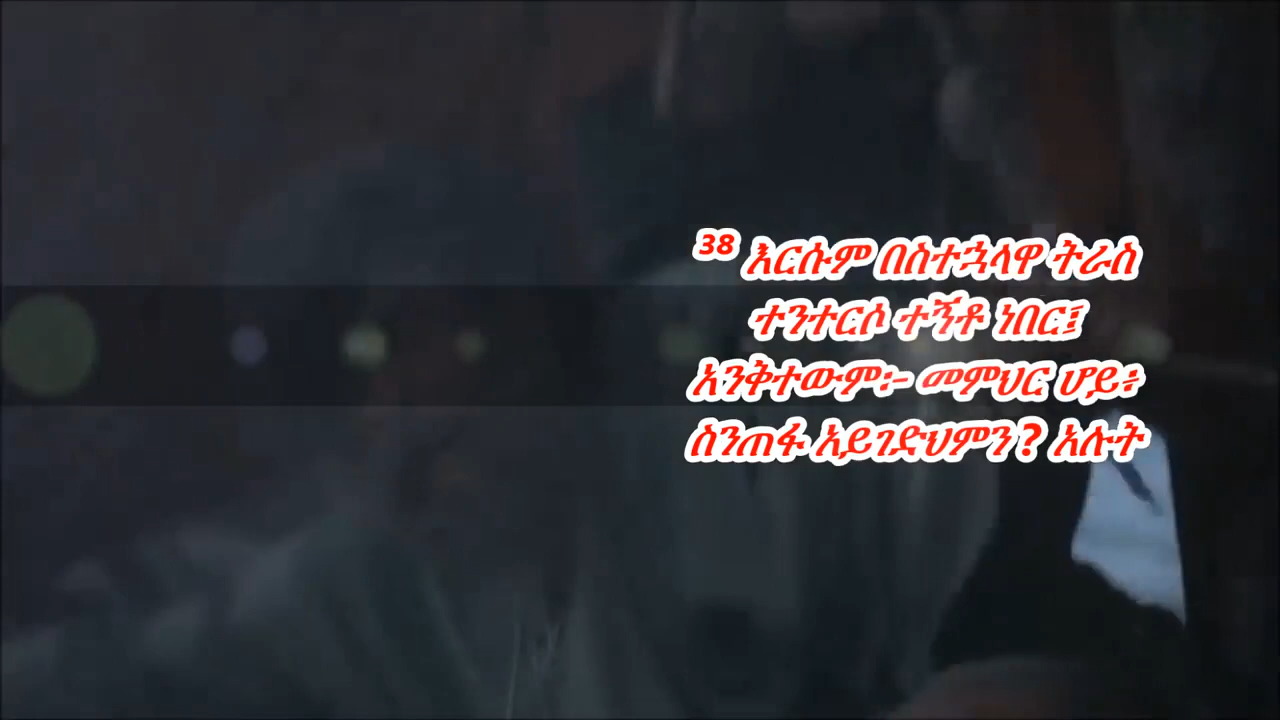 38 እርሱም በስተኋላዋ ትራስ
ተንተርሶ ተኝቶ ነበር፤
አንቅተውም፦ መምህር ሆይ፥
ስንጠፋ አይገድህምን? አሉት